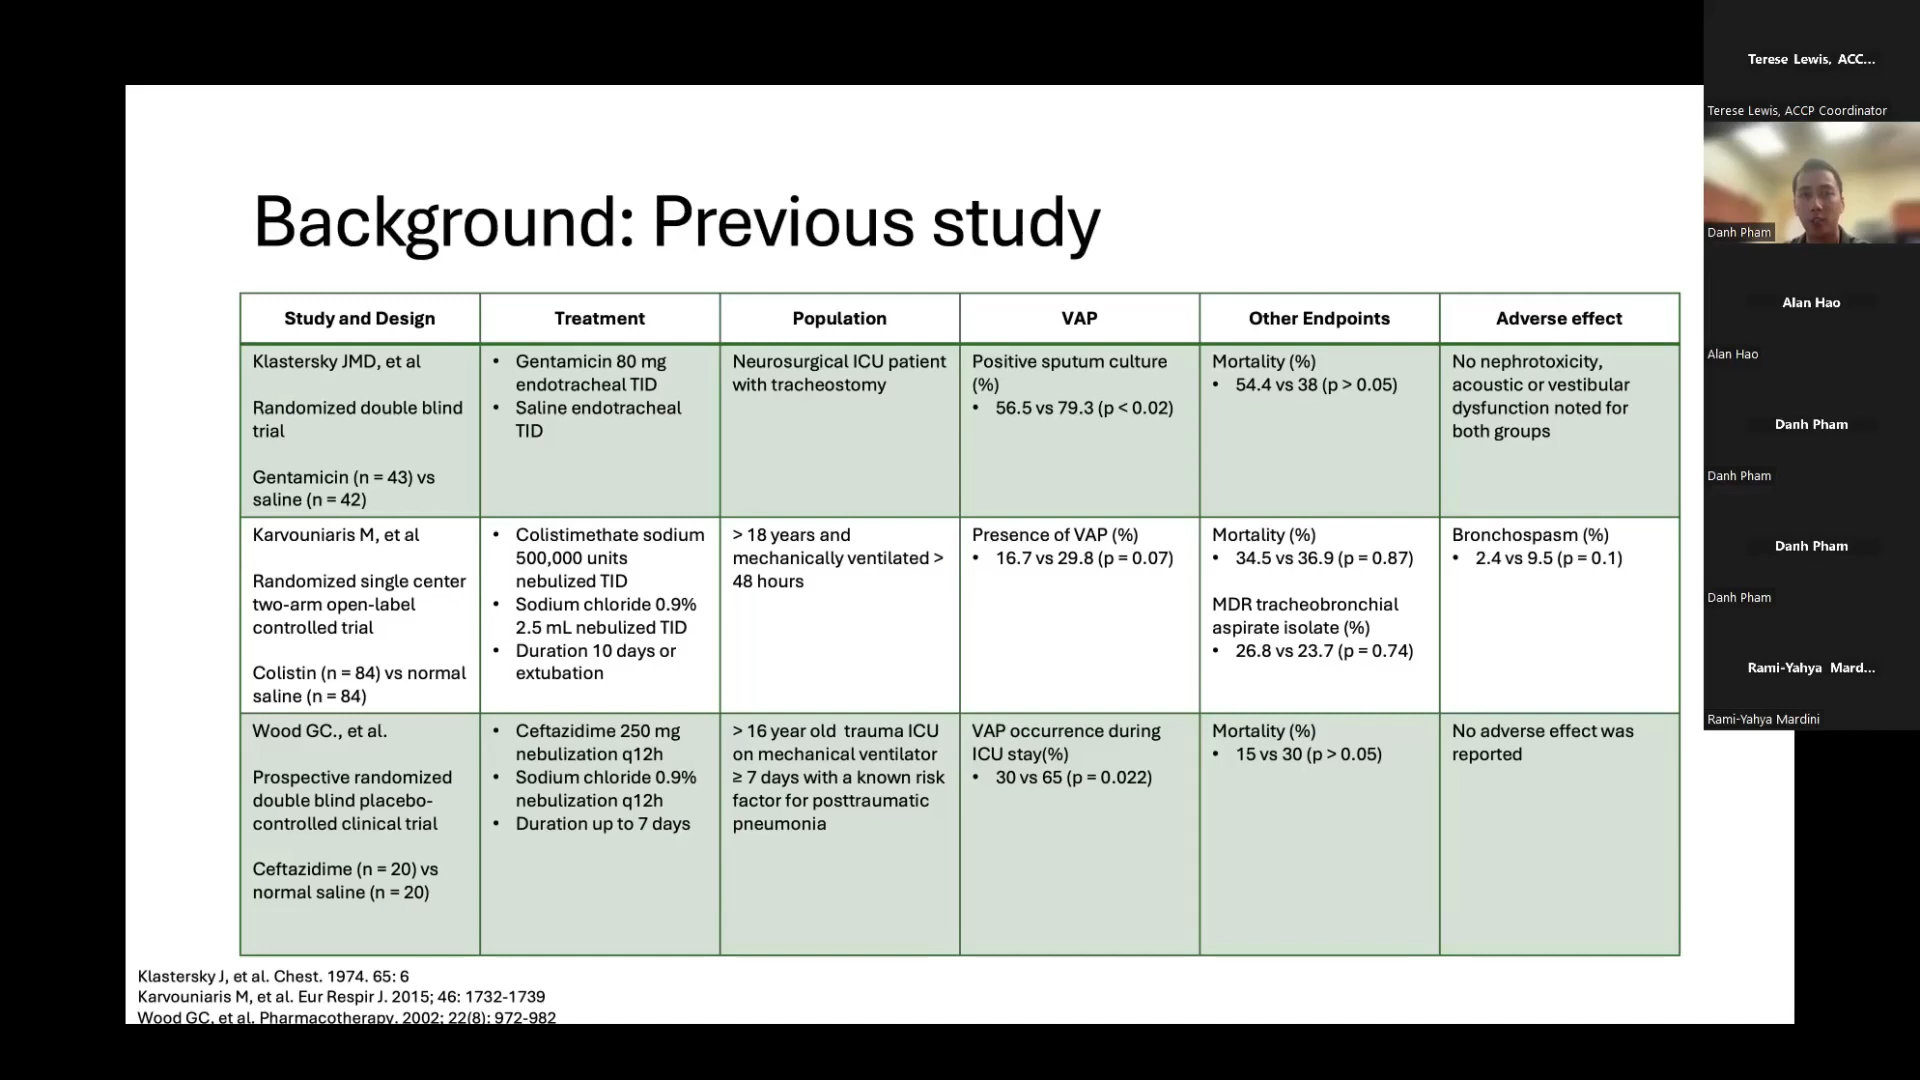 Background: Previous study
Study and Design
Treatment
Population
VAP
Other Endpoints
Adverse effect
Klastersky JMD, et al
Randomized double blind
trial
Gentamicin (n = 43) vs
saline (n = 42)
• Gentamicin 80 mg
endotracheal TID
• Saline endotracheal
TID
Neurosurgical ICU patient
with tracheostomy
Positive sputum culture
(%)
• 56.5 vs 79.3 (p < 0.02)
Mortality (%)
• 54.4 vs 38 (p > 0.05)
No nephrotoxicity,
acoustic or vestibular
dysfunction noted for
both groups
Karvouniaris M, et al
Randomized single center
two-arm open-label
controlled trial
Colistin (n = 84) vs normal
saline (n = 84)
• Colistimethate sodium
500,000 units
nebulized TID
• Sodium chloride 0.9%
2.5 mL nebulized TID
• Duration 10 days or
extubation
> 18 years and
mechanically ventilated >
48 hours
Presence of VAP (%)
• 16.7 vs 29.8 (p = 0.07)
Mortality (%)
• 34.5 vs 36.9 (p = 0.87)
MDR tracheobronchial
aspirate isolate (%)
• 26.8 vs 23.7 (p = 0.74)
Bronchospasm (%)
• 2.4 vs 9.5 (p = 0.1)
Wood GC., et al.
Prospective randomized
double blind placebo-
controlled clinical trial
Ceftazidime (n = 20) vs
normal saline (n = 20)
• Ceftazidime 250 mg
nebulization q12h
• Sodium chloride 0.9%
nebulization q12h
• Duration up to 7 days
> 16 year old trauma ICU
on mechanical ventilator
≥ 7 days with a known risk
factor for posttraumatic
pneumonia
VAP occurrence during
ICU stay(%)
• 30 vs 65 (p = 0.022)
Mortality (%)
• 15 vs 30 (p > 0.05)
No adverse effect was
reported
Klastersky J, et al. Chest. 1974. 65: 6
Karvouniaris M, et al. Eur Respir J. 2015; 46: 1732-1739
Wood GC, et al. Pharmacotherapy. 2002; 22(8): 972-982
Terese Lewis, ACC...
Terese Lewis, ACCP Coordinator
Danh Pham
Alan Hao
Alan Hao
Danh Pham
Danh Pham
Danh Pham
Danh Pham
Rami-Yahya Mard...
Rami-Yahya Mardini